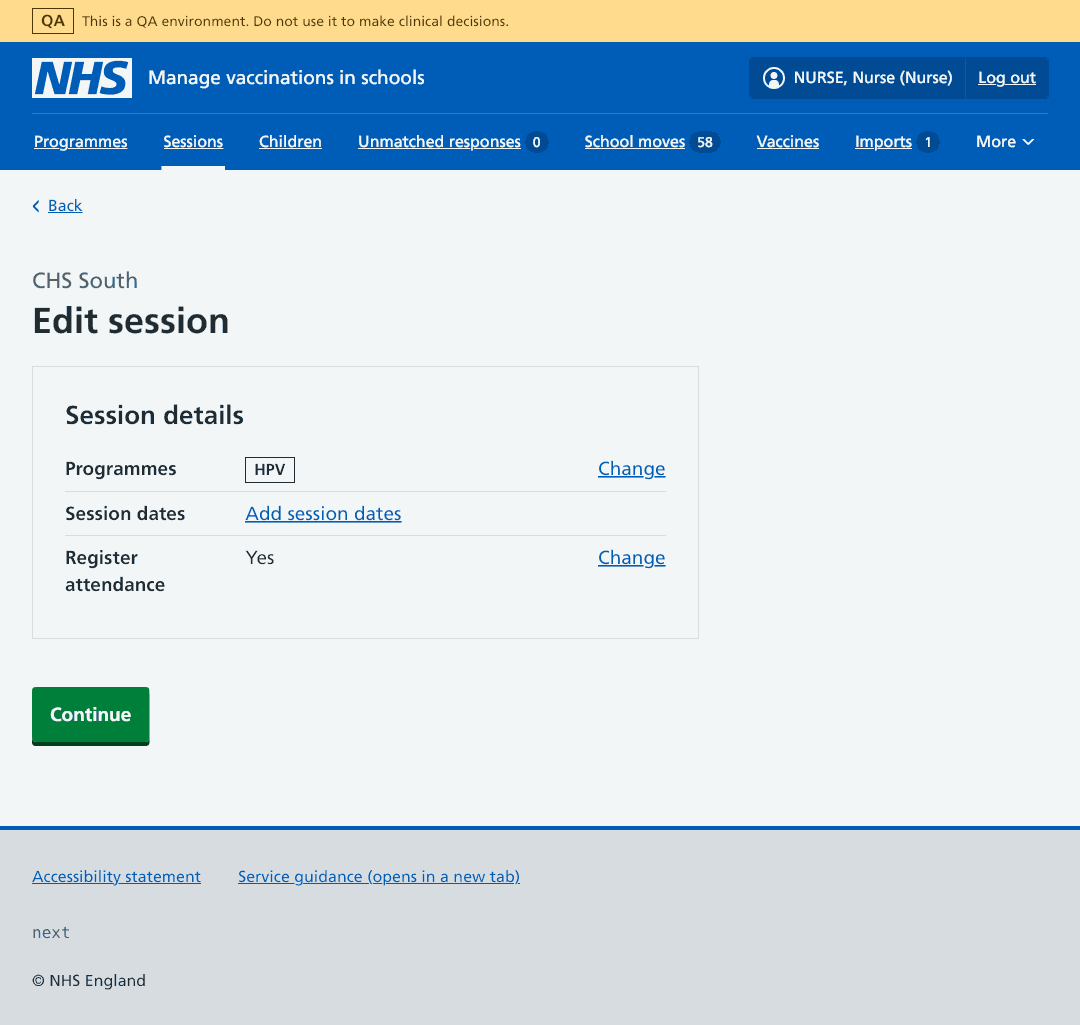 QA This is a QA environment. Do not use it to make clinical decisions.
NHS Manage vaccinations in schools NURSE, Nurse (Nurse) Log out
Programmes Sessions Children Unmatched responses 0 School moves 58 Vaccines Imports 1 More
Back
CHS South
Edit session
Session details
Programmes HPV Change
Session dates Add session dates
Register attendance Yes Change
Continue
Accessibility statement Service guidance (opens in a new tab)
next
© NHS England